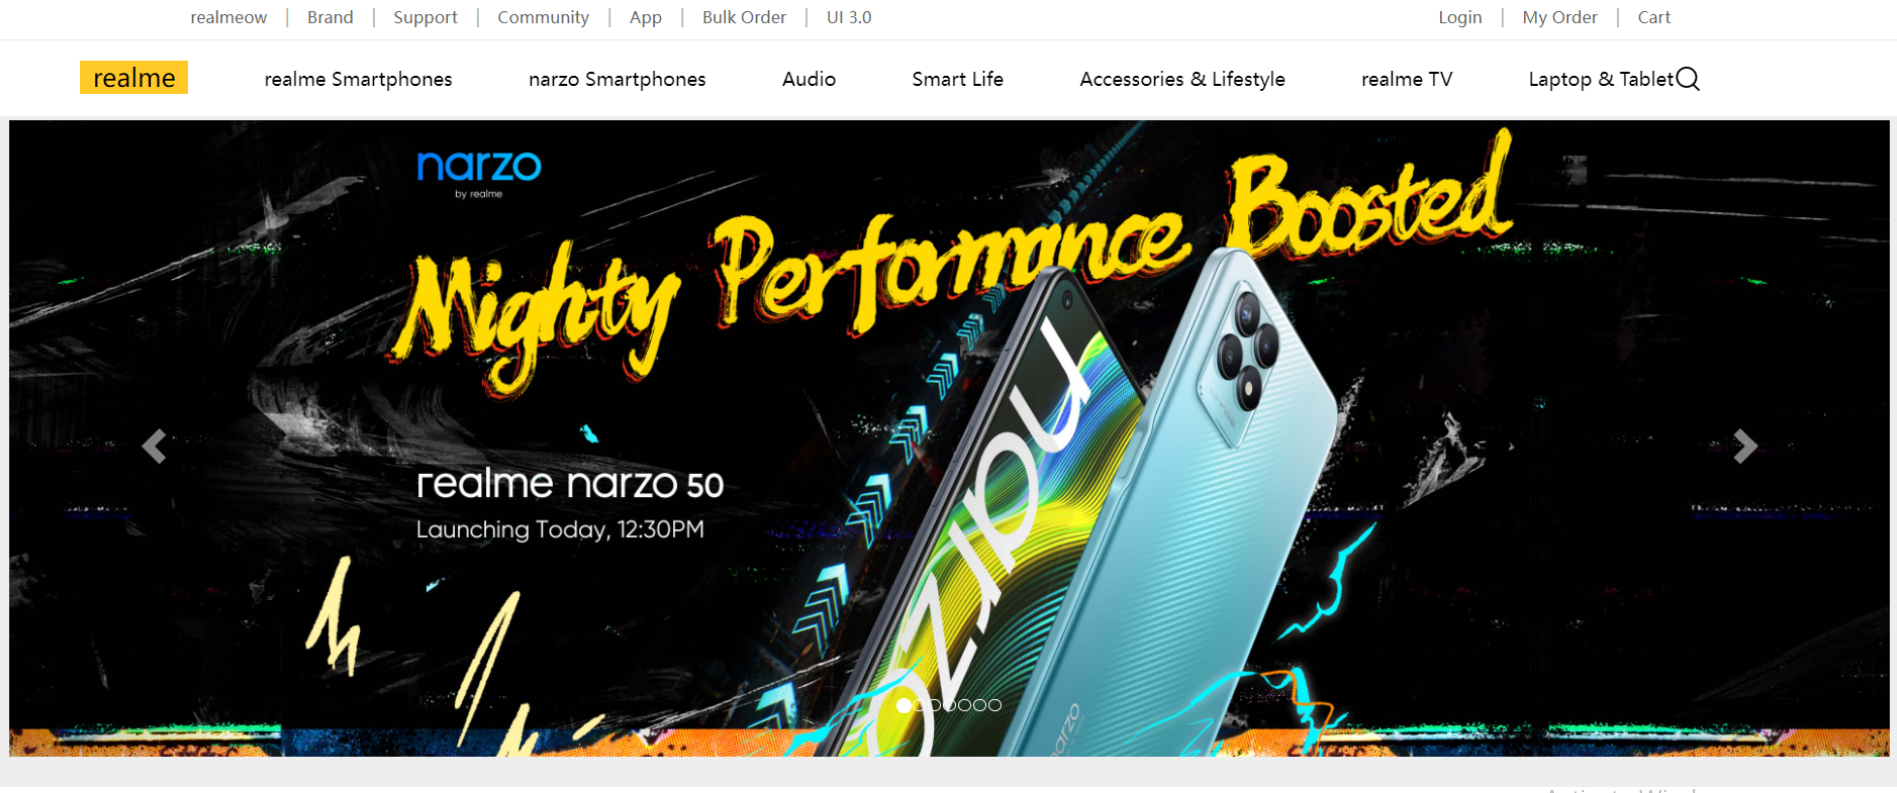 realmeow | Brand | Support | Community | App | Bulk Order | UI 3.0 Login | My Order | Cart
realme realme Smartphones narzo Smartphones Audio Smart Life Accessories & Lifestyle realme TV Laptop & Tablet
narzo
by realme
Mighty Performance Boosted
realme narzo 50
Launching Today, 12:30PM
narzo
narzo